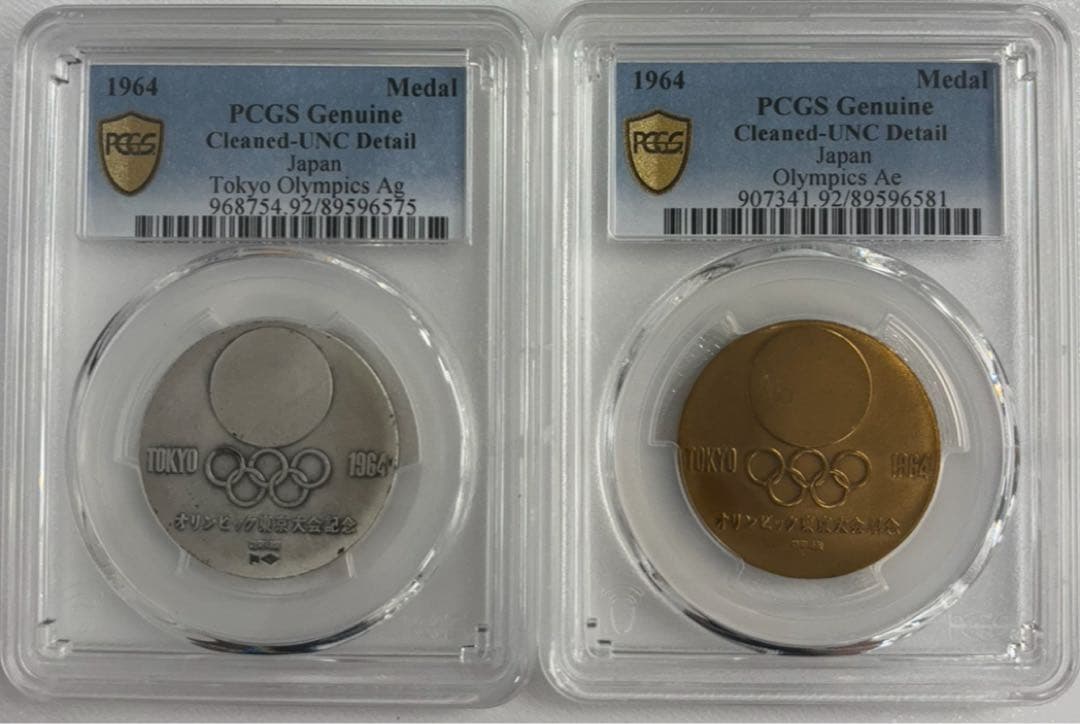 1964 Medal
PCGS Genuine
Cleaned-UNC Detail
Japan
Tokyo Olympics Ag
968754.92/89596575
PCGS
TOKYO 1964
オリンピック東京大会記念
1964 Medal
PCGS Genuine
Cleaned-UNC Detail
Japan
Olympics Ae
907341.92/89596581
PCGS
TOKYO 1964
オリンピック東京大会記念